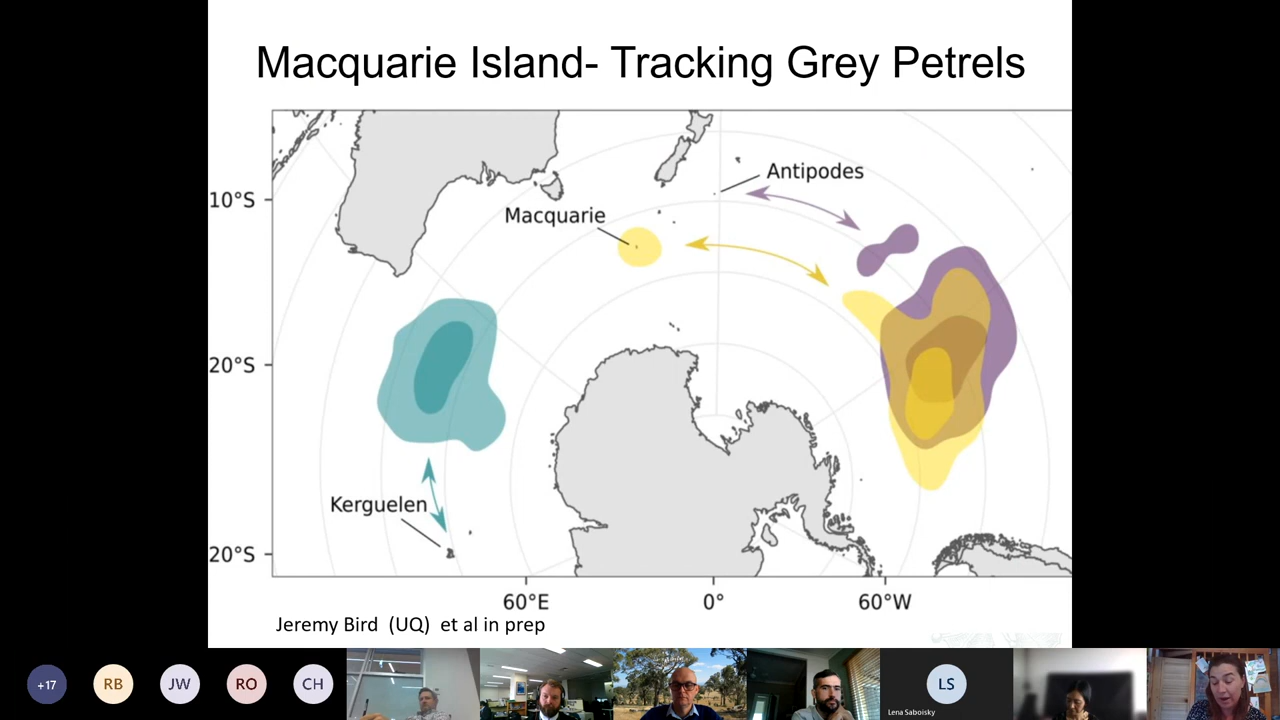 Macquarie Island- Tracking Grey Petrels
Antipodes
10°S
Macquarie
20°S
Kerguelen
20°S
60°E
0°
60°W
Jeremy Bird (UQ) et al in prep
+17
RB
JW
RO
CH
LS
Lena Saboisky